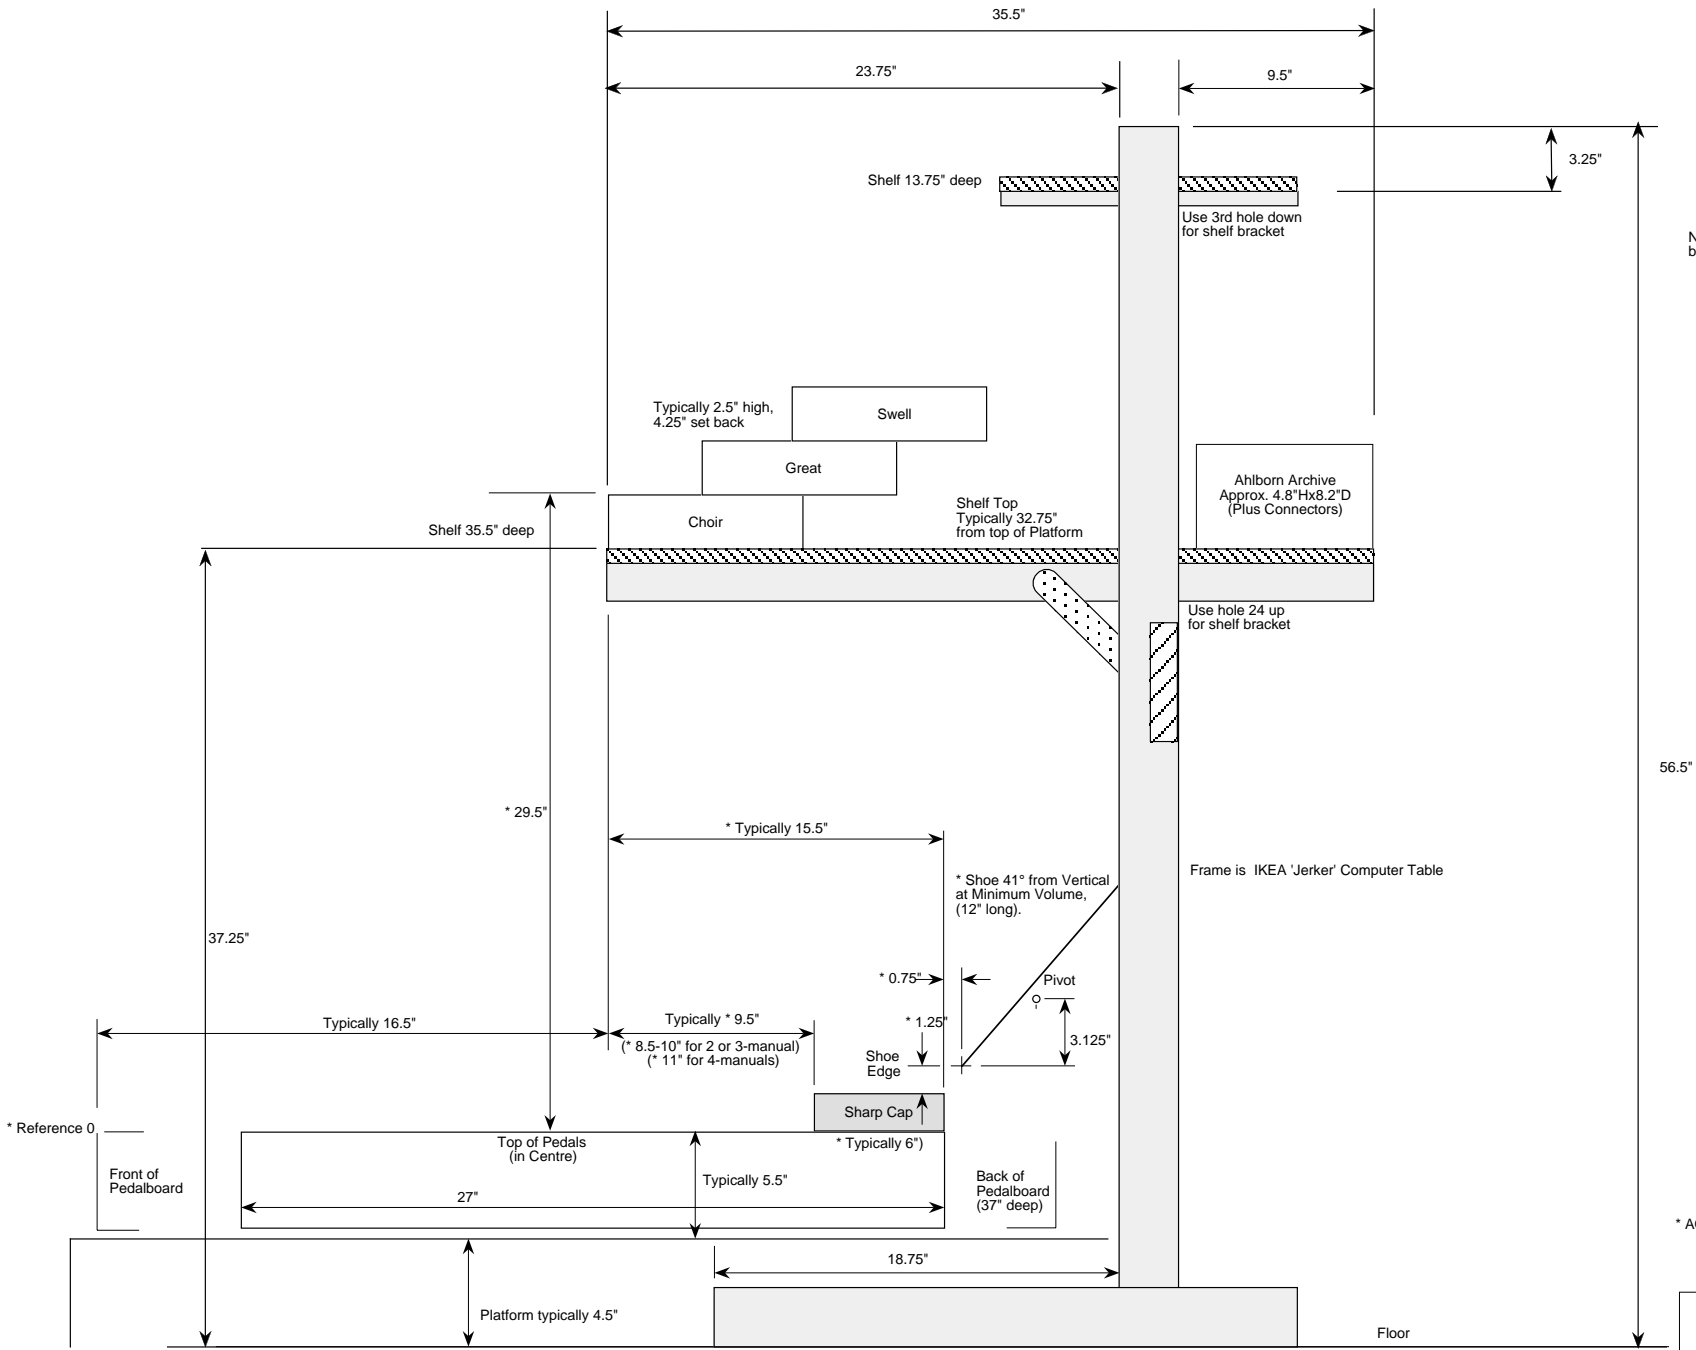 35.5"
23.75"
9.5"
3.25"
Shelf 13.75" deep
Use 3rd hole down
for shelf bracket
N
b
Typically 2.5" high,
4.25" set back
Swell
Great
Choir
Ahlborn Archive
Approx. 4.8"Hx8.2"D
(Plus Connectors)
Shelf Top
Typically 32.75"
from top of Platform
Shelf 35.5" deep
Use hole 24 up
for shelf bracket
56.5"
* 29.5"
* Typically 15.5"
Frame is  IKEA 'Jerker' Computer Table
* Shoe 41° from Vertical
at Minimum Volume,
(12" long).
37.25"
* 0.75"
Pivot
Typically 16.5"
Typically * 9.5"
(* 8.5-10" for 2 or 3-manual)
(* 11" for 4-manuals)
* 1.25"
3.125"
Shoe
Edge
Sharp Cap
* Reference 0
Top of Pedals
(in Centre)
* Typically 6")
Front of
Pedalboard
Typically 5.5"
Back of
Pedalboard
(37" deep)
27"
* AG
18.75"
Platform typically 4.5"
Floor